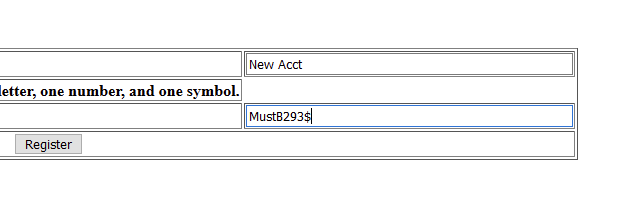 New Acct
letter, one number, and one symbol.
MustB293$
Register